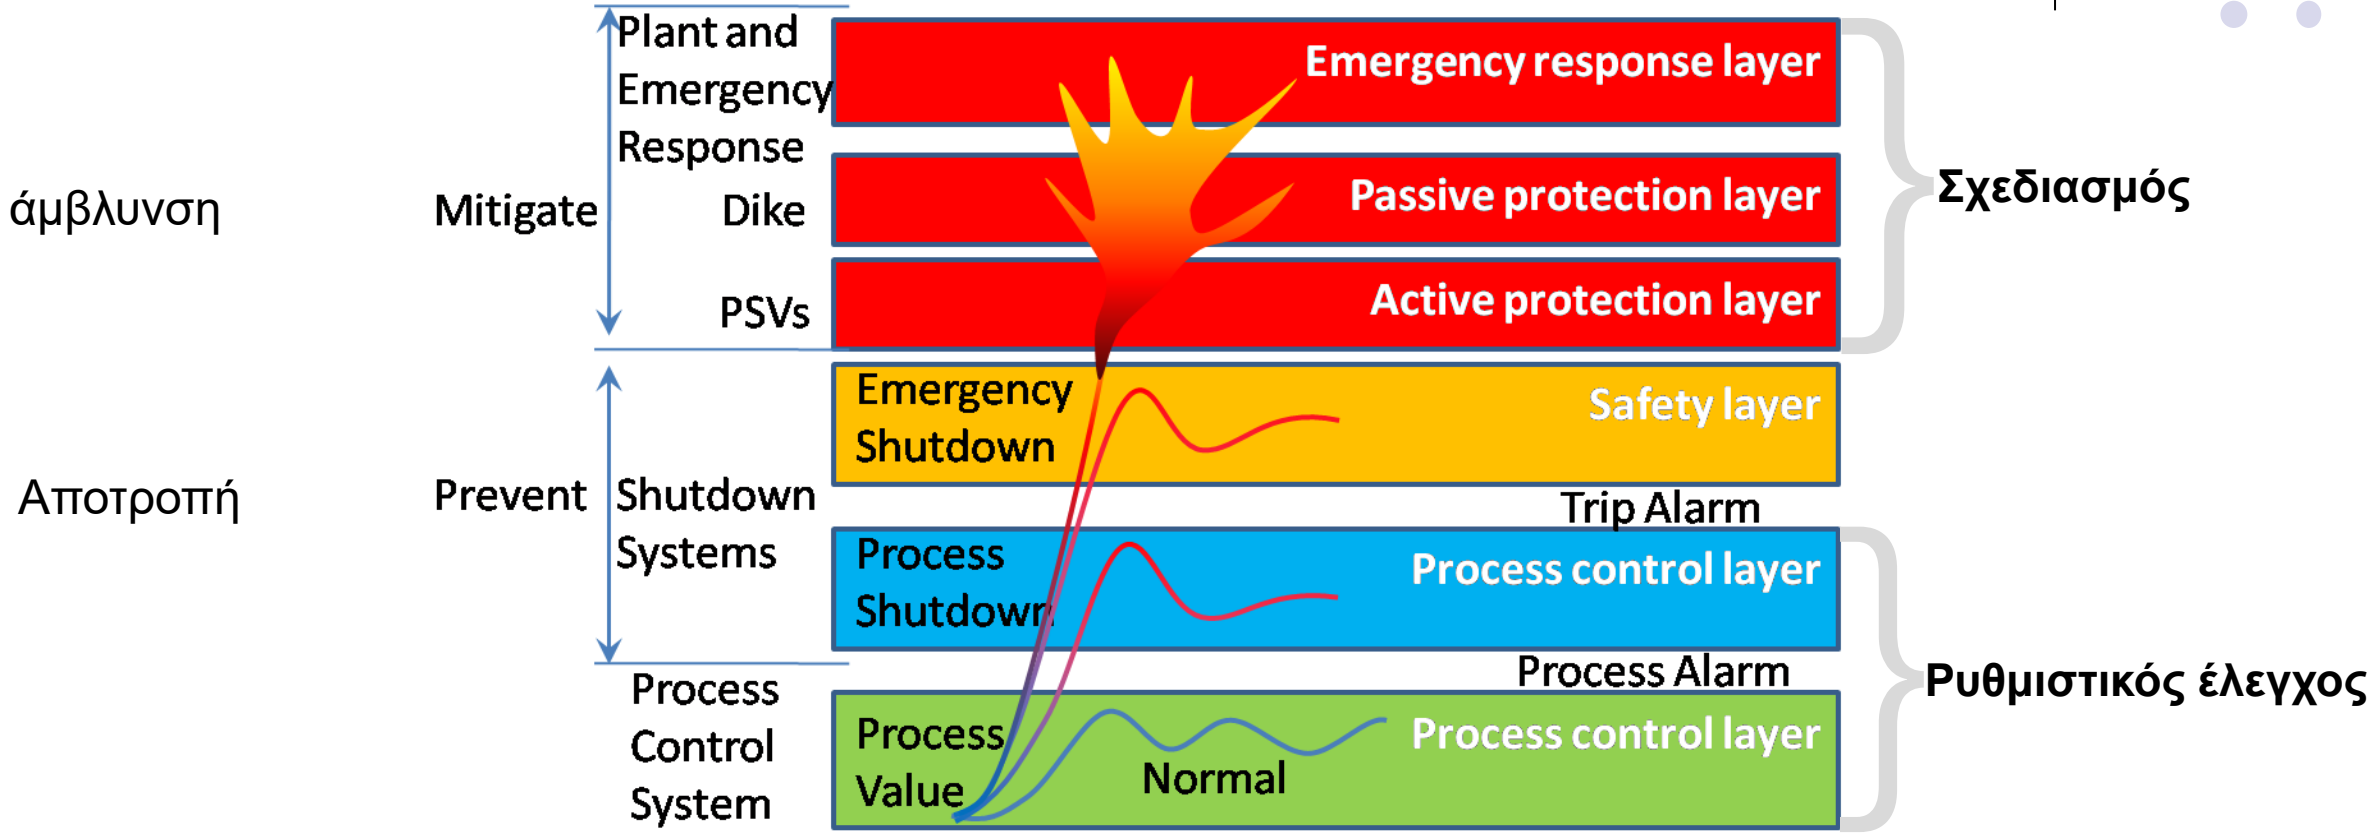 Plant and
Emergency
Response
Emergency response layer
άμβλυνση
Mitigate
Dike
Passive protection layer
Σχεδιασμός
PSVs
Active protection layer
Emergency
Shutdown
Safety layer
Αποτροπή
Prevent
Shutdown
Systems
Trip Alarm
Process
Shutdown
Process control layer
Process Alarm
Ρυθμιστικός έλεγχος
Process
Control
System
Process
Value
Normal
Process control layer